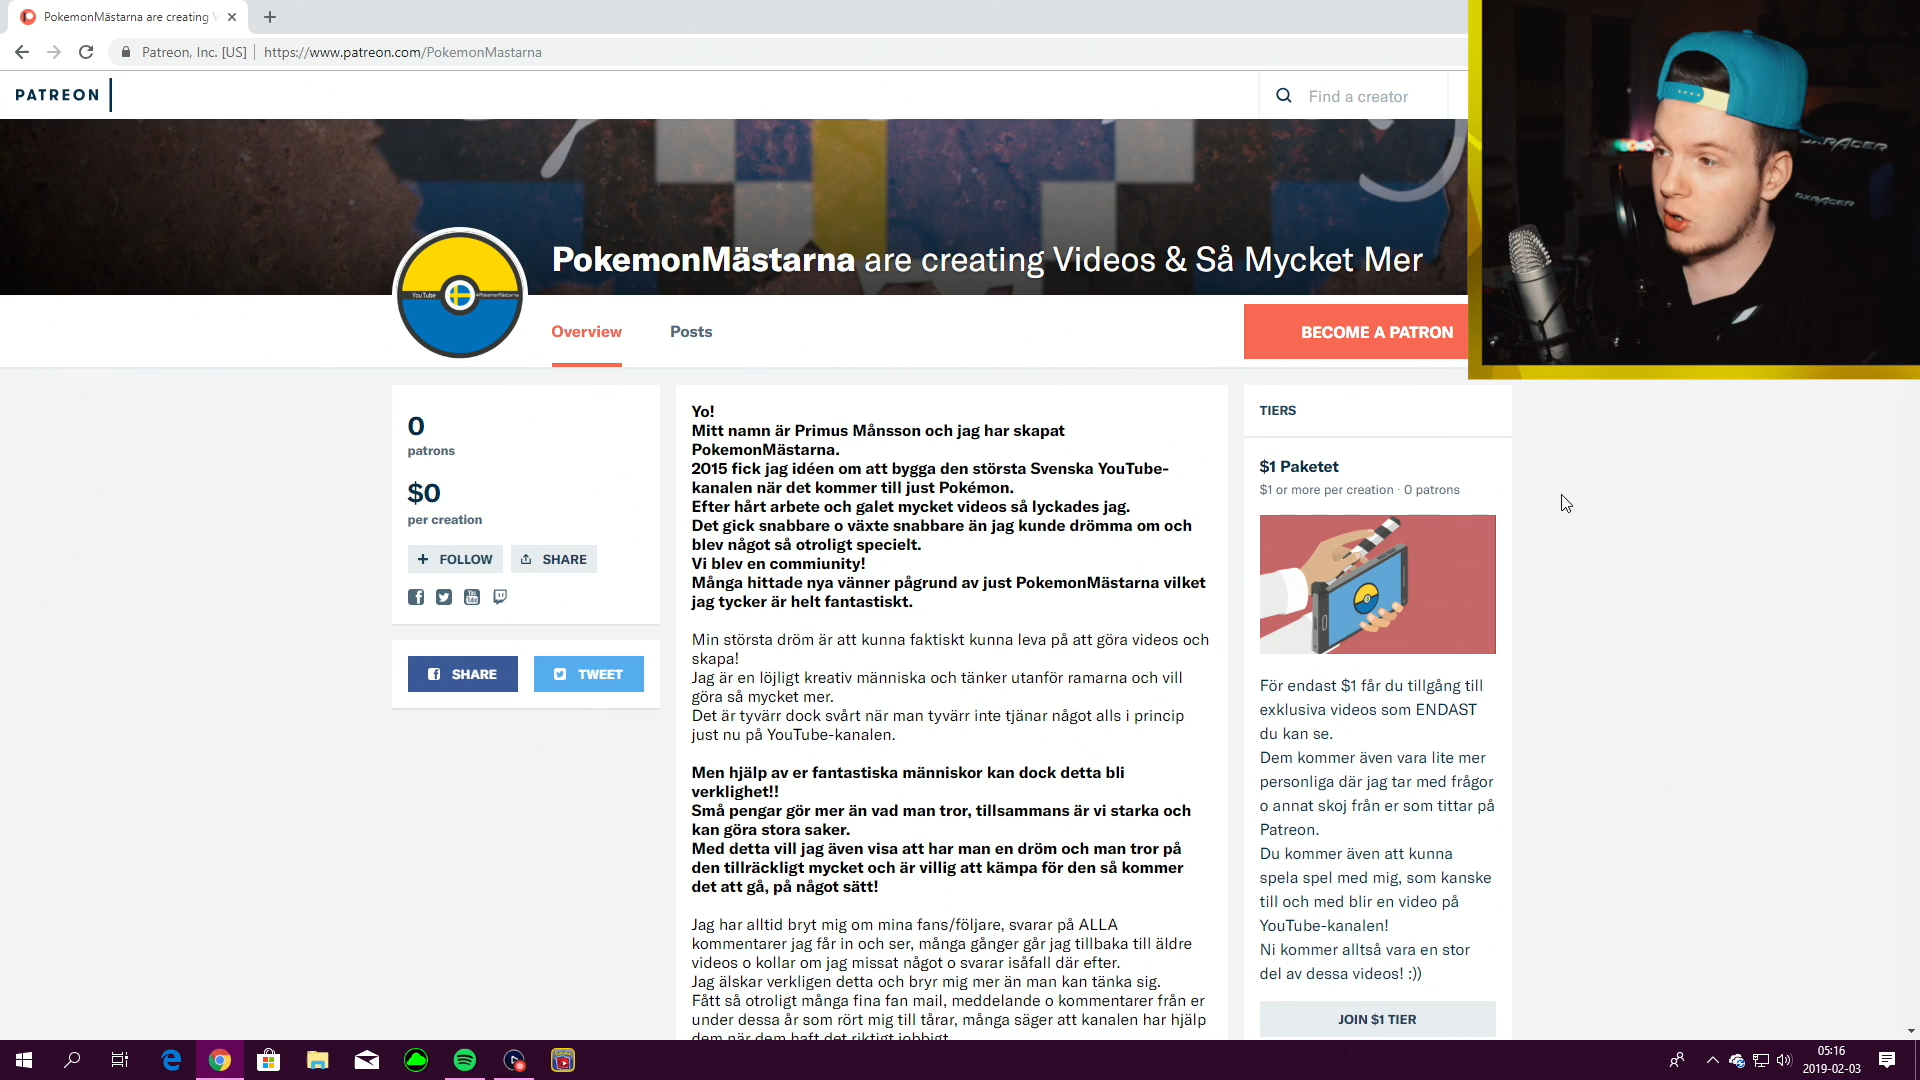 PokemonMästarna are creating V
Patreon, Inc. [US] https://www.patreon.com/PokemonMastarna
PATREON
Find a creator
PokemonMästarna are creating Videos & Så Mycket Mer
YouTube
Overview
Posts
BECOME A PATRON
DXRACER
0
patrons
$0
per creation
FOLLOW
SHARE
SHARE
TWEET
Yo!
Mitt namn är Primus Månsson och jag har skapat
PokemonMästarna.
2015 fick jag idéen om att bygga den största Svenska YouTube-
kanalen när det kommer till just Pokémon.
Efter hårt arbete och galet mycket videos så lyckades jag.
Det gick snabbare o växte snabbare än jag kunde drömma om och
blev något så otroligt specielt.
Vi blev en commiunity!
Många hittade nya vänner pågrund av just PokemonMästarna vilket
jag tycker är helt fantastiskt.
Min största dröm är att kunna faktiskt kunna leva på att göra videos och
skapa!
Jag är en löjligt kreativ människa och tänker utanför ramarna och vill
göra så mycket mer.
Det är tyvärr dock svårt när man tyvärr inte tjänar något alls i princip
just nu på YouTube-kanalen.
Men hjälp av er fantastiska människor kan dock detta bli
verklighet!!
Små pengar gör mer än vad man tror, tillsammans är vi starka och
kan göra stora saker.
Med detta vill jag även visa att har man en dröm och man tror på
den tillräckligt mycket och är villig att kämpa för den så kommer
det att gå, på något sätt!
Jag har alltid bryt mig om mina fans/följare, svarar på ALLA
kommentarer jag får in och ser, många gånger går jag tillbaka till äldre
videos o kollar om jag missat något o svarar isåfall där efter.
Jag älskar verkligen detta och bryr mig mer än man kan tänka sig.
Fått så otroligt många fina fan mail, meddelande o kommentarer från er
under dessa år som rört mig till tårar, många säger att kanalen har hjälp
dem när dem haft det riktigt jobbigt.
TIERS
$1 Paketet
$1 or more per creation · 0 patrons
För endast $1 får du tillgång till
exklusiva videos som ENDAST
du kan se.
Dem kommer även vara lite mer
personliga där jag tar med frågor
o annat skoj från er som tittar på
Patreon.
Du kommer även att kunna
spela spel med mig, som kanske
till och med blir en video på
YouTube-kanalen!
Ni kommer alltså vara en stor
del av dessa videos! :))
JOIN $1 TIER
05:16
2019-02-03